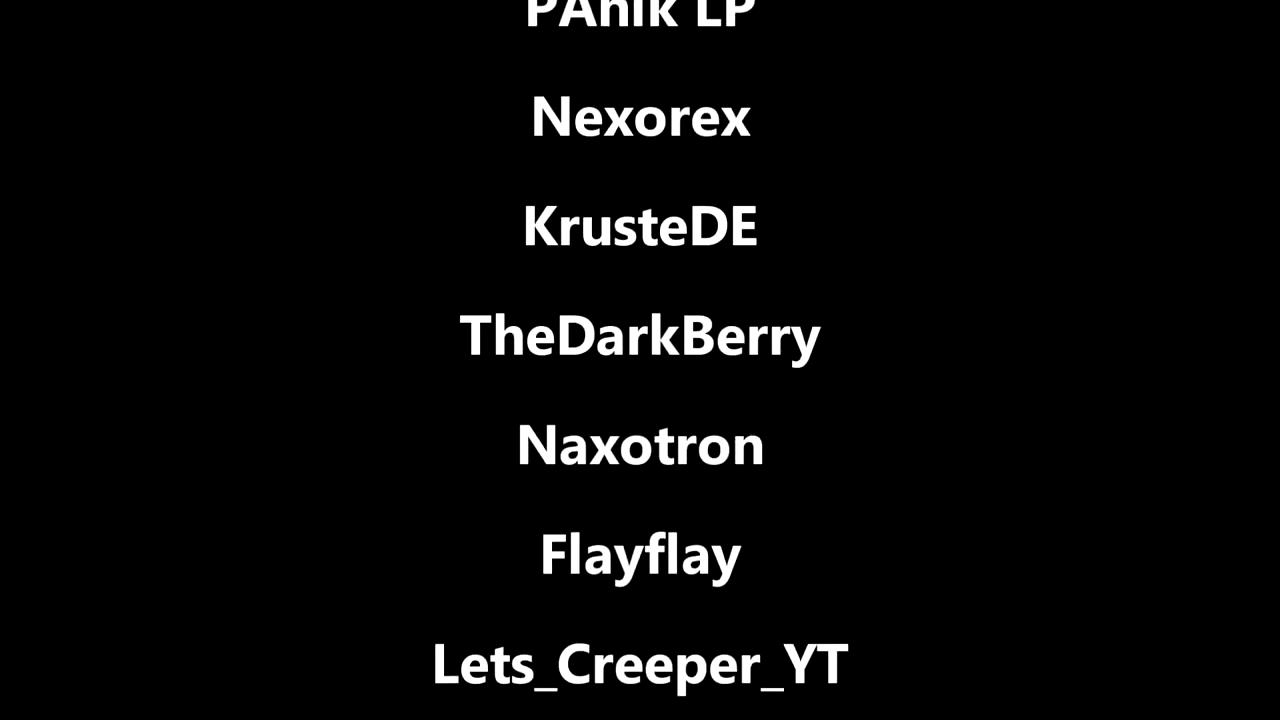 PAnik LP
Nexorex
KrusteDE
TheDarkBerry
Naxotron
Flayflay
Lets_Creeper_YT